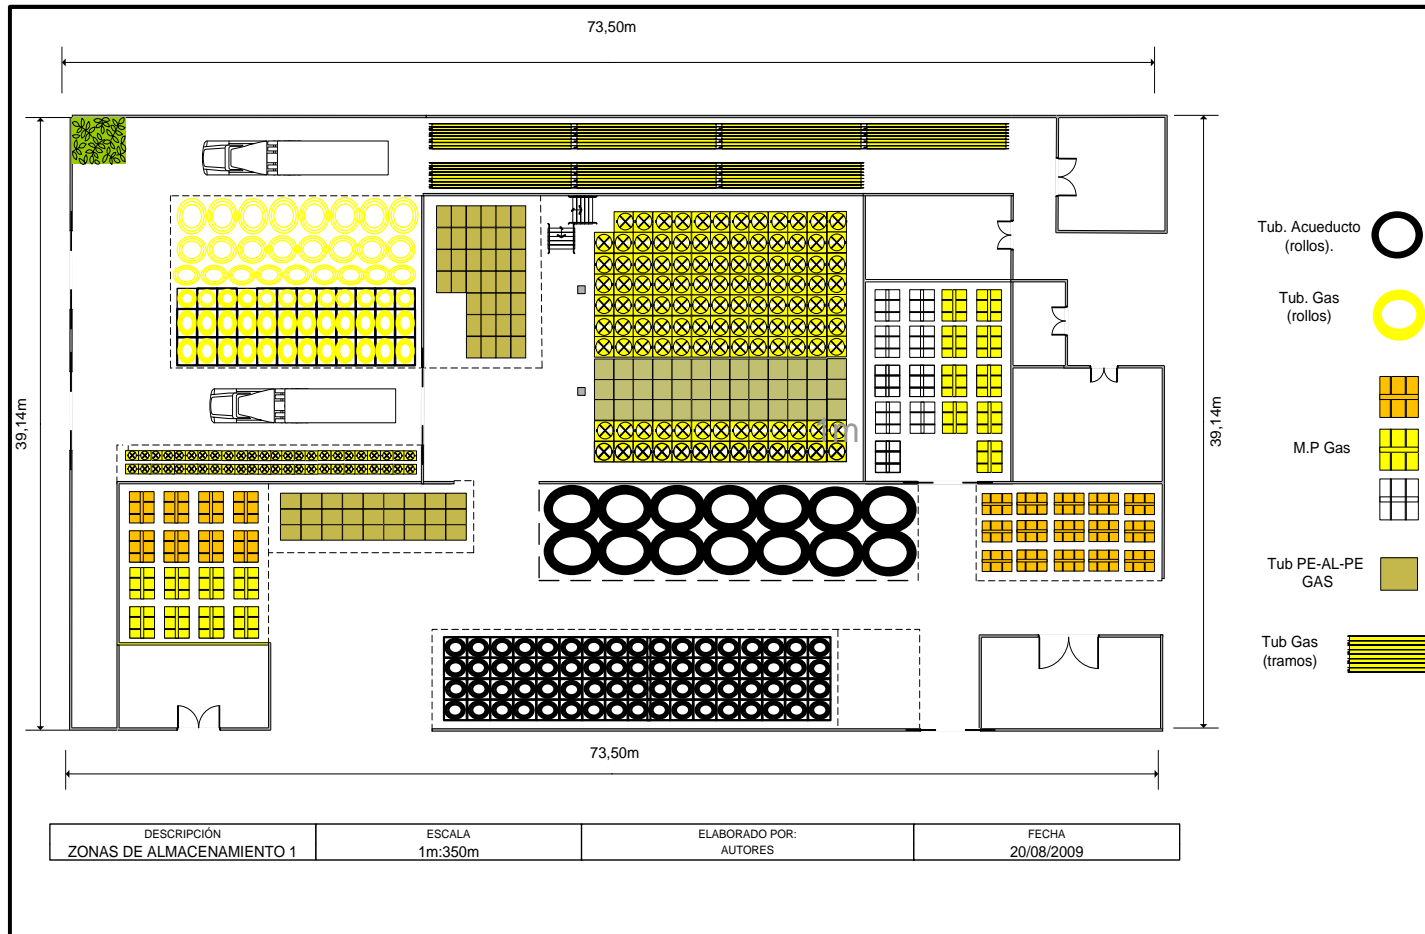 73,50m
39,14m
39,14m
1m
Tub. Acueducto
(rollos).
Tub. Gas
(rollos)
M.P Gas
Tub PE-AL-PE
GAS
Tub Gas
(tramos)
73,50m
DESCRIPCIÓN
ZONAS DE ALMACENAMIENTO 1
ESCALA
1m:350m
ELABORADO POR:
AUTORES
FECHA
20/08/2009